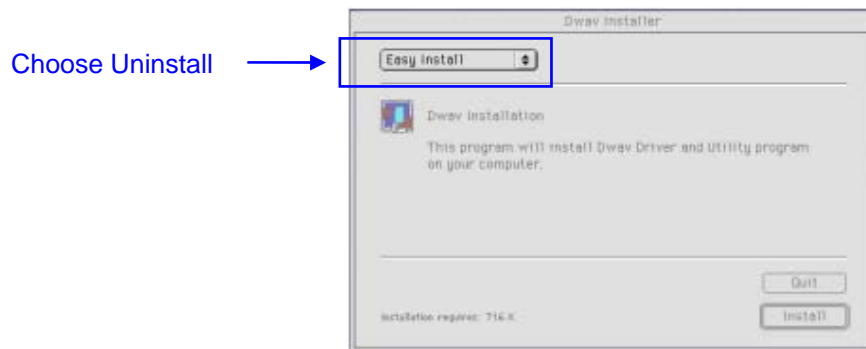 Dwav Installer
Choose Uninstall
Easy Install
Dwav Installation
This program will install Dwav Driver and Utility program
on your computer.
Quit
Installation requires: 716 K
Install